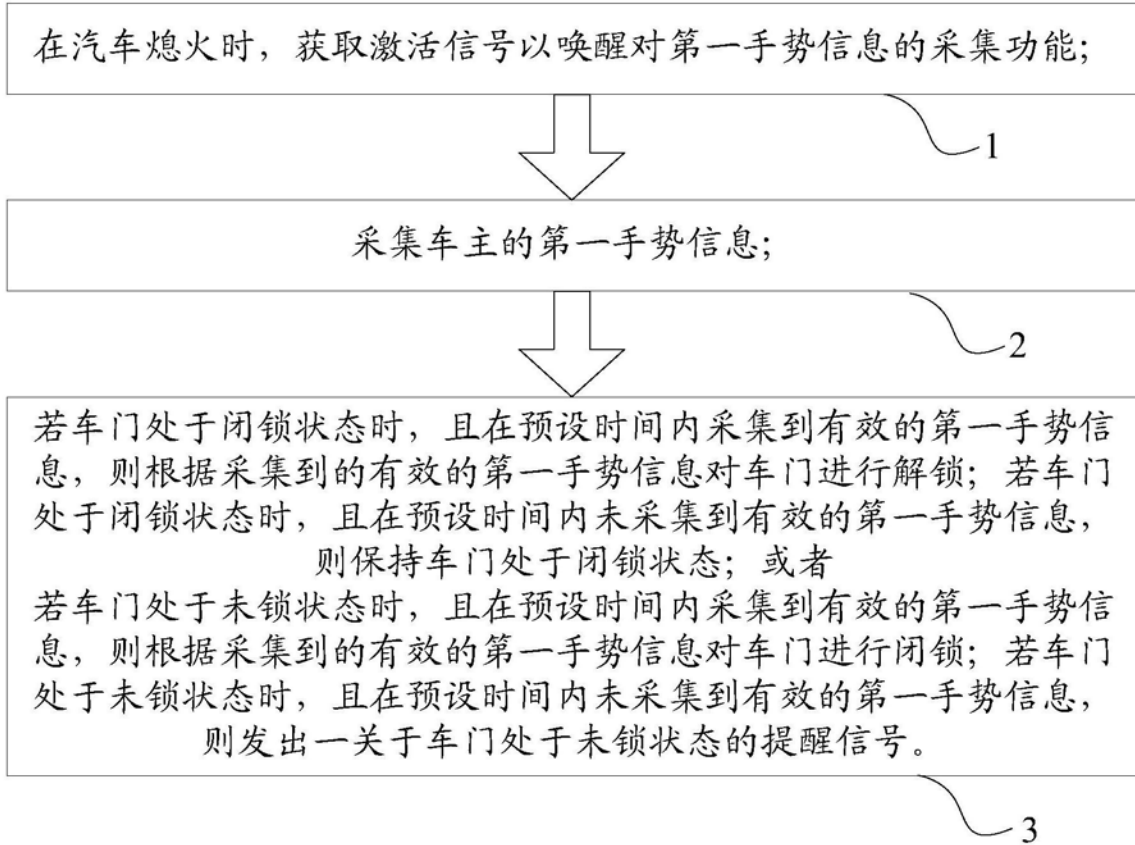 在汽车熄火时，获取激活信号以唤醒对第一手势信息的采集功能；
1
采集车主的第一手势信息；
2
若车门处于闭锁状态时，且在预设时间内采集到有效的第一手势信
息，则根据采集到的有效的第一手势信息对车门进行解锁；若车门
处于闭锁状态时，且在预设时间内未采集到有效的第一手势信息，
则保持车门处于闭锁状态；或者
若车门处于未锁状态时，且在预设时间内采集到有效的第一手势信
息，则根据采集到的有效的第一手势信息对车门进行闭锁；若车门
处于未锁状态时，且在预设时间内未采集到有效的第一手势信息，
则发出一关于车门处于未锁状态的提醒信号。
3